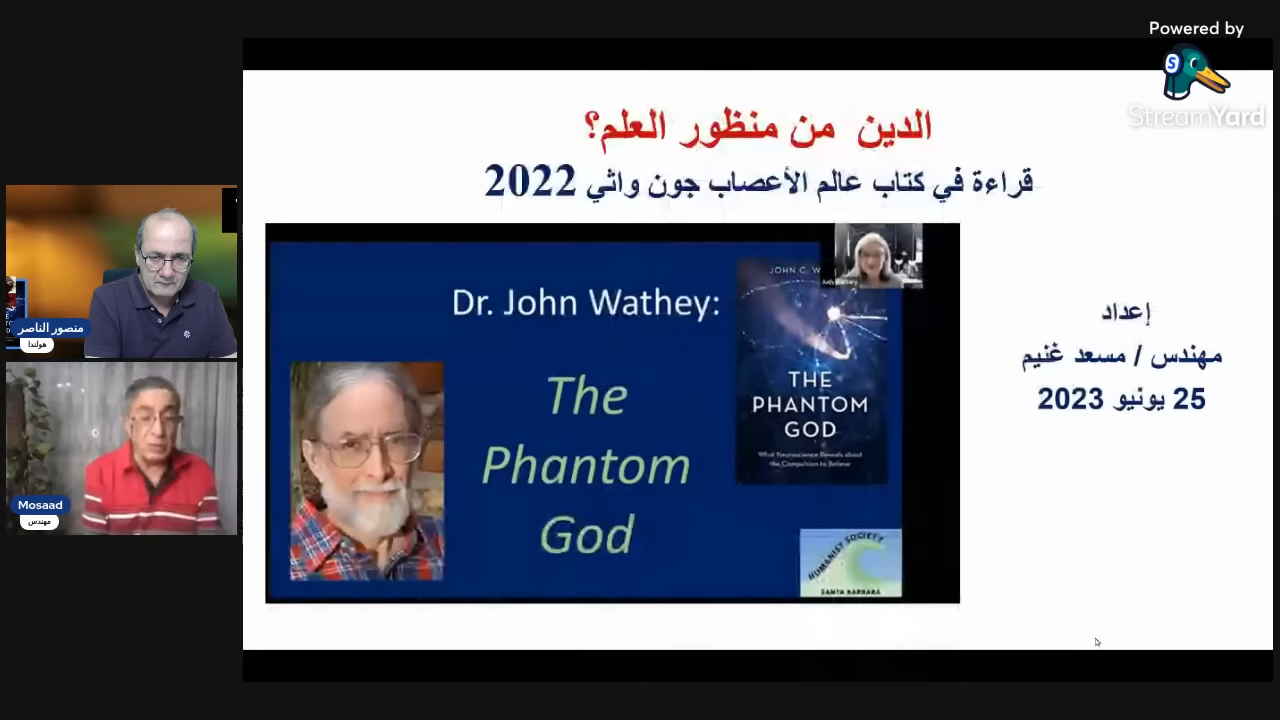 Powered by
StreamYard
الدين من منظور العلم؟
قراءة في كتاب عالم الأعصاب جون واثي 2022
Dr. John Wathey:
The
Phantom
God
JOHN C. W
THE
PHANTOM
GOD
What Neuroscience Reveals about
the Compulsion to Believe
HUMANIST SOCIETY
SANTA BARBARA
إعداد
مهندس / مسعد غنيم
25 يونيو 2023
منصور الناصر
هولندا
Mosaad
مهندس